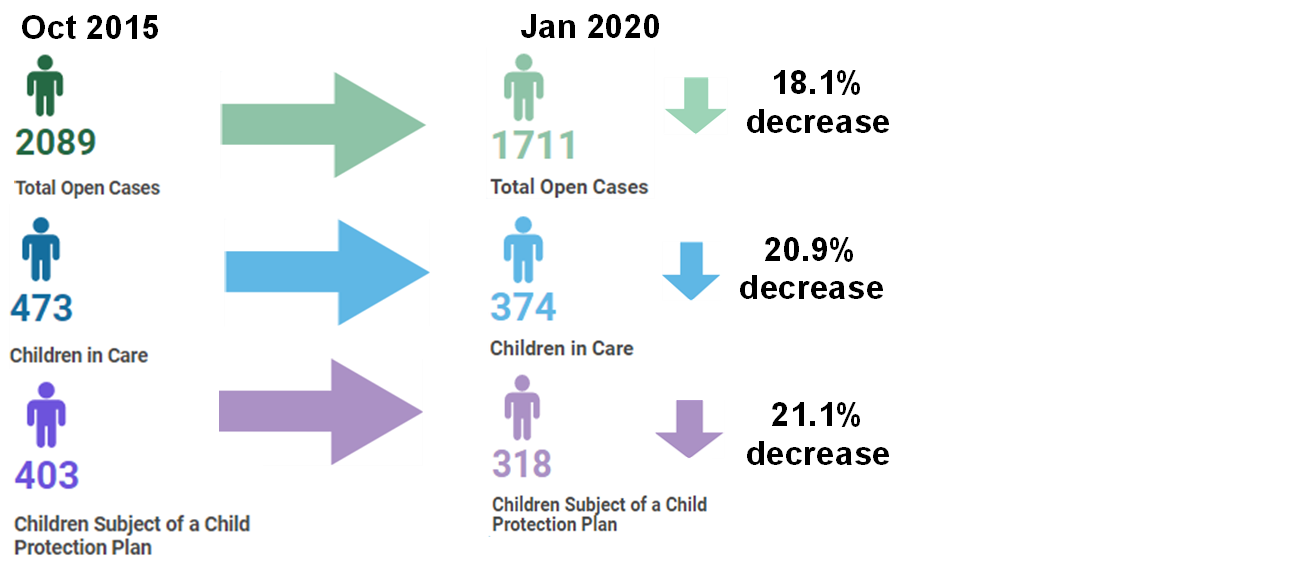 Oct 2015
Jan 2020
2089
Total Open Cases
1711
Total Open Cases
18.1%
decrease
473
Children in Care
374
Children in Care
20.9%
decrease
403
Children Subject of a Child
Protection Plan
318
Children Subject of a Child
Protection Plan
21.1%
decrease